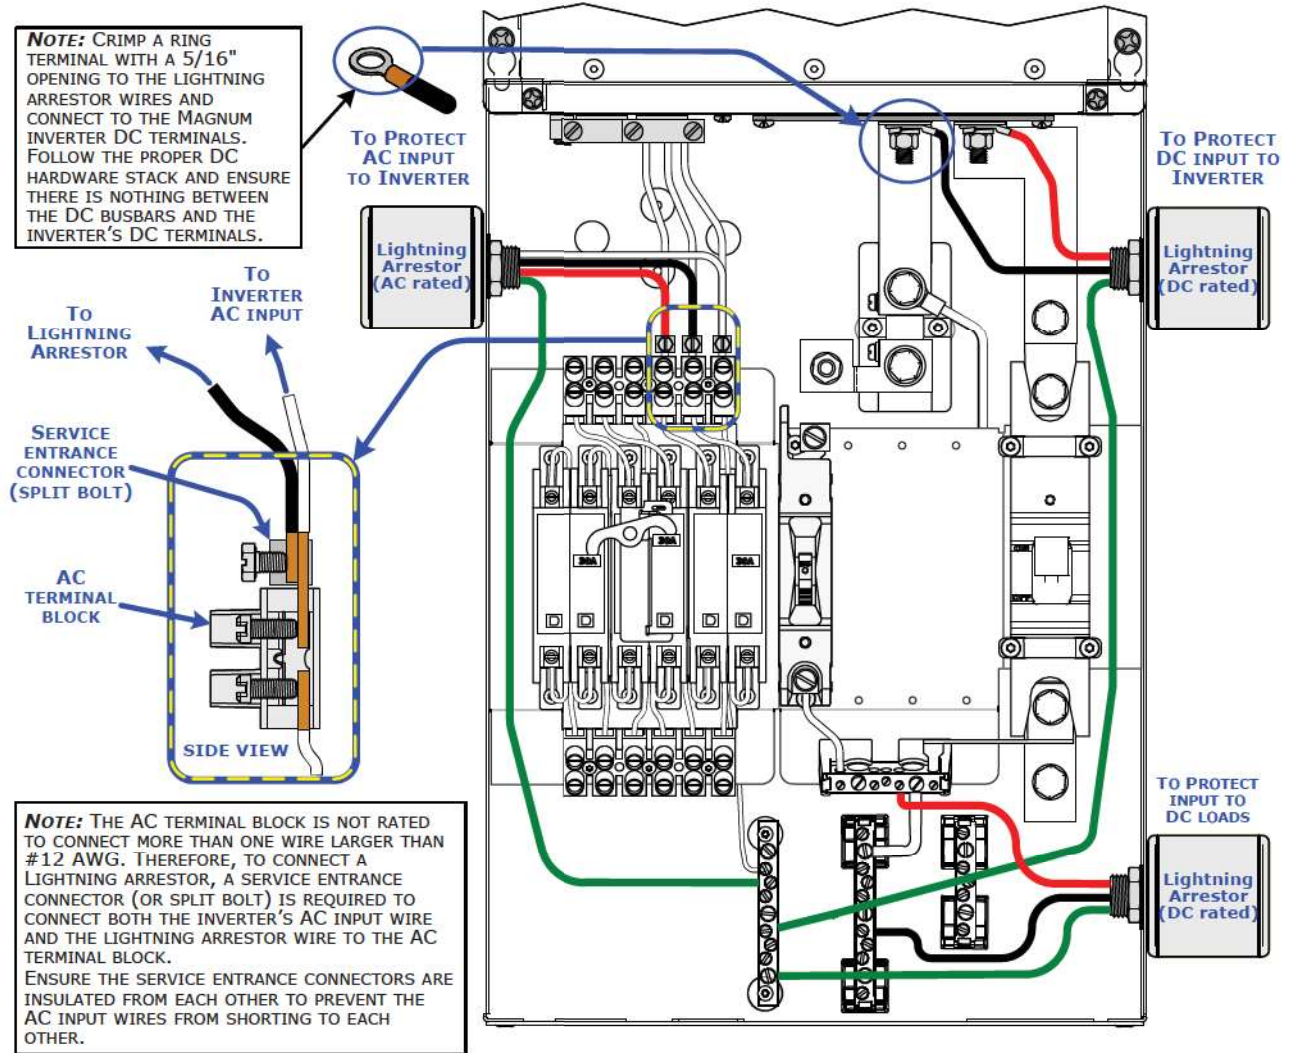 NOTE: CRIMP A RING
TERMINAL WITH A 5/16"
OPENING TO THE LIGHTNING
ARRESTOR WIRES AND
CONNECT TO THE MAGNUM
INVERTER DC TERMINALS.
FOLLOW THE PROPER DC
HARDWARE STACK AND ENSURE
THERE IS NOTHING BETWEEN
THE DC BUSBARS AND THE
INVERTER'S DC TERMINALS.
TO PROTECT
AC INPUT
TO INVERTER
TO PROTECT
DC INPUT TO
INVERTER
Lightning
Arrestor
(AC rated)
Lightning
Arrestor
(DC rated)
TO
INVERTER
AC INPUT
TO
LIGHTNING
ARRESTOR
SERVICE
ENTRANCE
CONNECTOR
(SPLIT BOLT)
AC
TERMINAL
BLOCK
SIDE VIEW
30A
30A
30A
TO PROTECT
INPUT TO
DC LOADS
Lightning
Arrestor
(DC rated)
NOTE: THE AC TERMINAL BLOCK IS NOT RATED
TO CONNECT MORE THAN ONE WIRE LARGER THAN
#12 AWG. THEREFORE, TO CONNECT A
LIGHTNING ARRESTOR, A SERVICE ENTRANCE
CONNECTOR (OR SPLIT BOLT) IS REQUIRED TO
CONNECT BOTH THE INVERTER'S AC INPUT WIRE
AND THE LIGHTNING ARRESTOR WIRE TO THE AC
TERMINAL BLOCK.
ENSURE THE SERVICE ENTRANCE CONNECTORS ARE
INSULATED FROM EACH OTHER TO PREVENT THE
AC INPUT WIRES FROM SHORTING TO EACH
OTHER.